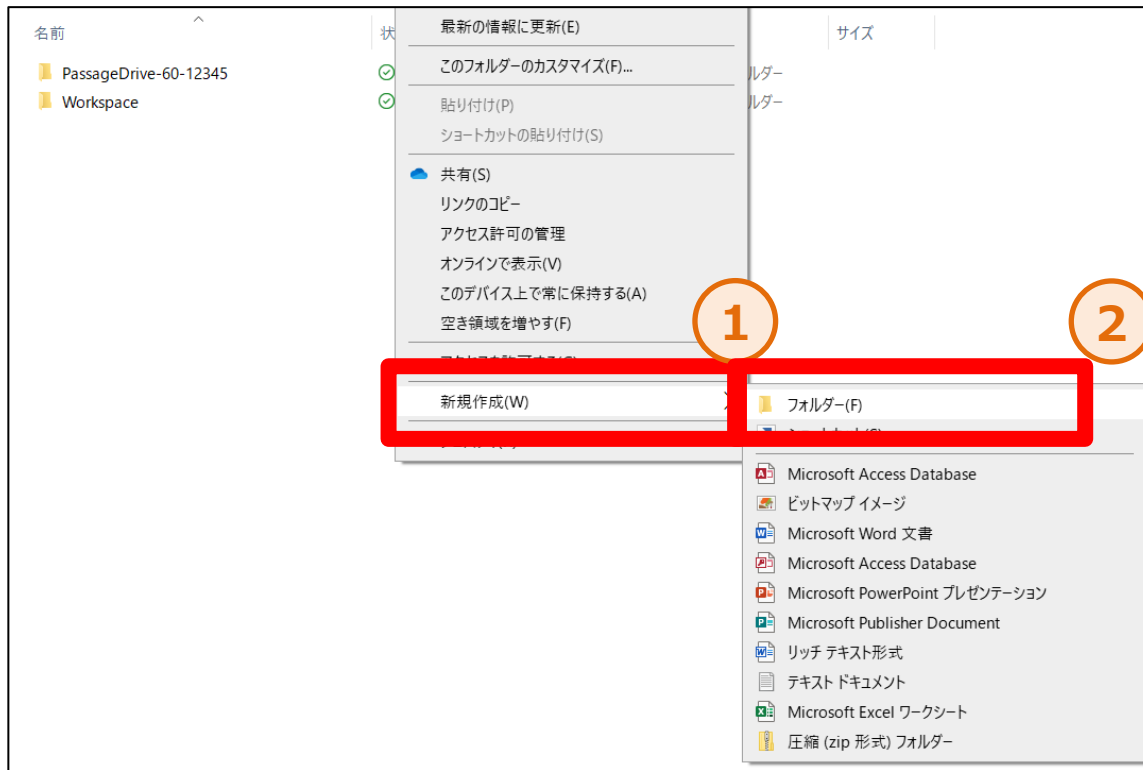 名前
状
サイズ
PassageDrive-60-12345
ルダー
Workspace
ルダー
最新の情報に更新(E)
このフォルダーのカスタマイズ(F)...
貼り付け(P)
ショートカットの貼り付け(S)
共有(S)
リンクのコピー
アクセス許可の管理
オンラインで表示(V)
このデバイス上で常に保持する(A)
空き領域を増やす(F)
1
2
新規作成(W)
フォルダー(F)
Microsoft Access Database
ビットマップ イメージ
Microsoft Word 文書
Microsoft Access Database
Microsoft PowerPoint プレゼンテーション
Microsoft Publisher Document
リッチ テキスト形式
テキスト ドキュメント
Microsoft Excel ワークシート
圧縮 (zip 形式) フォルダー